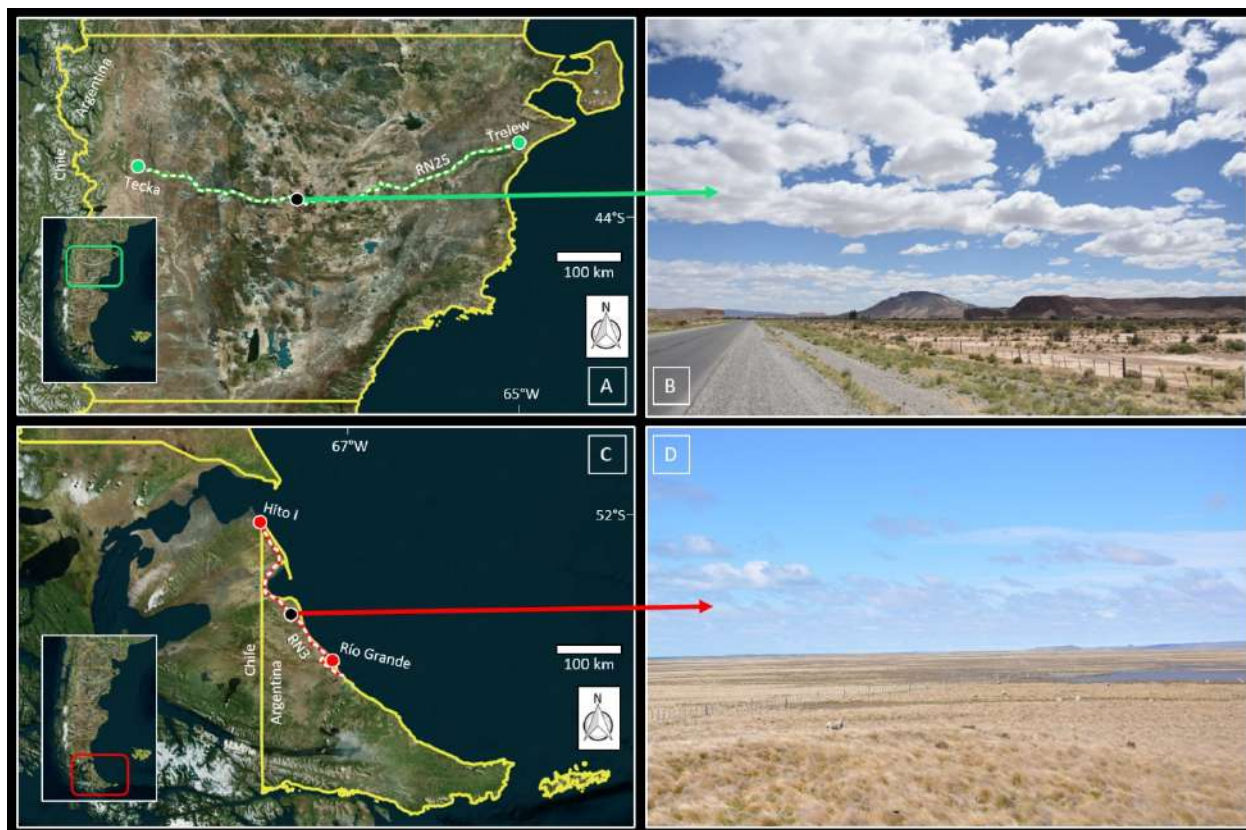 Argentina
Chile
Tecka
RN25
Trelew
44°S
100 km
N
A
65°W
B
67°W
C
Hito I
52°S
Chile
Argentina
RN3
Río Grande
100 km
N
D